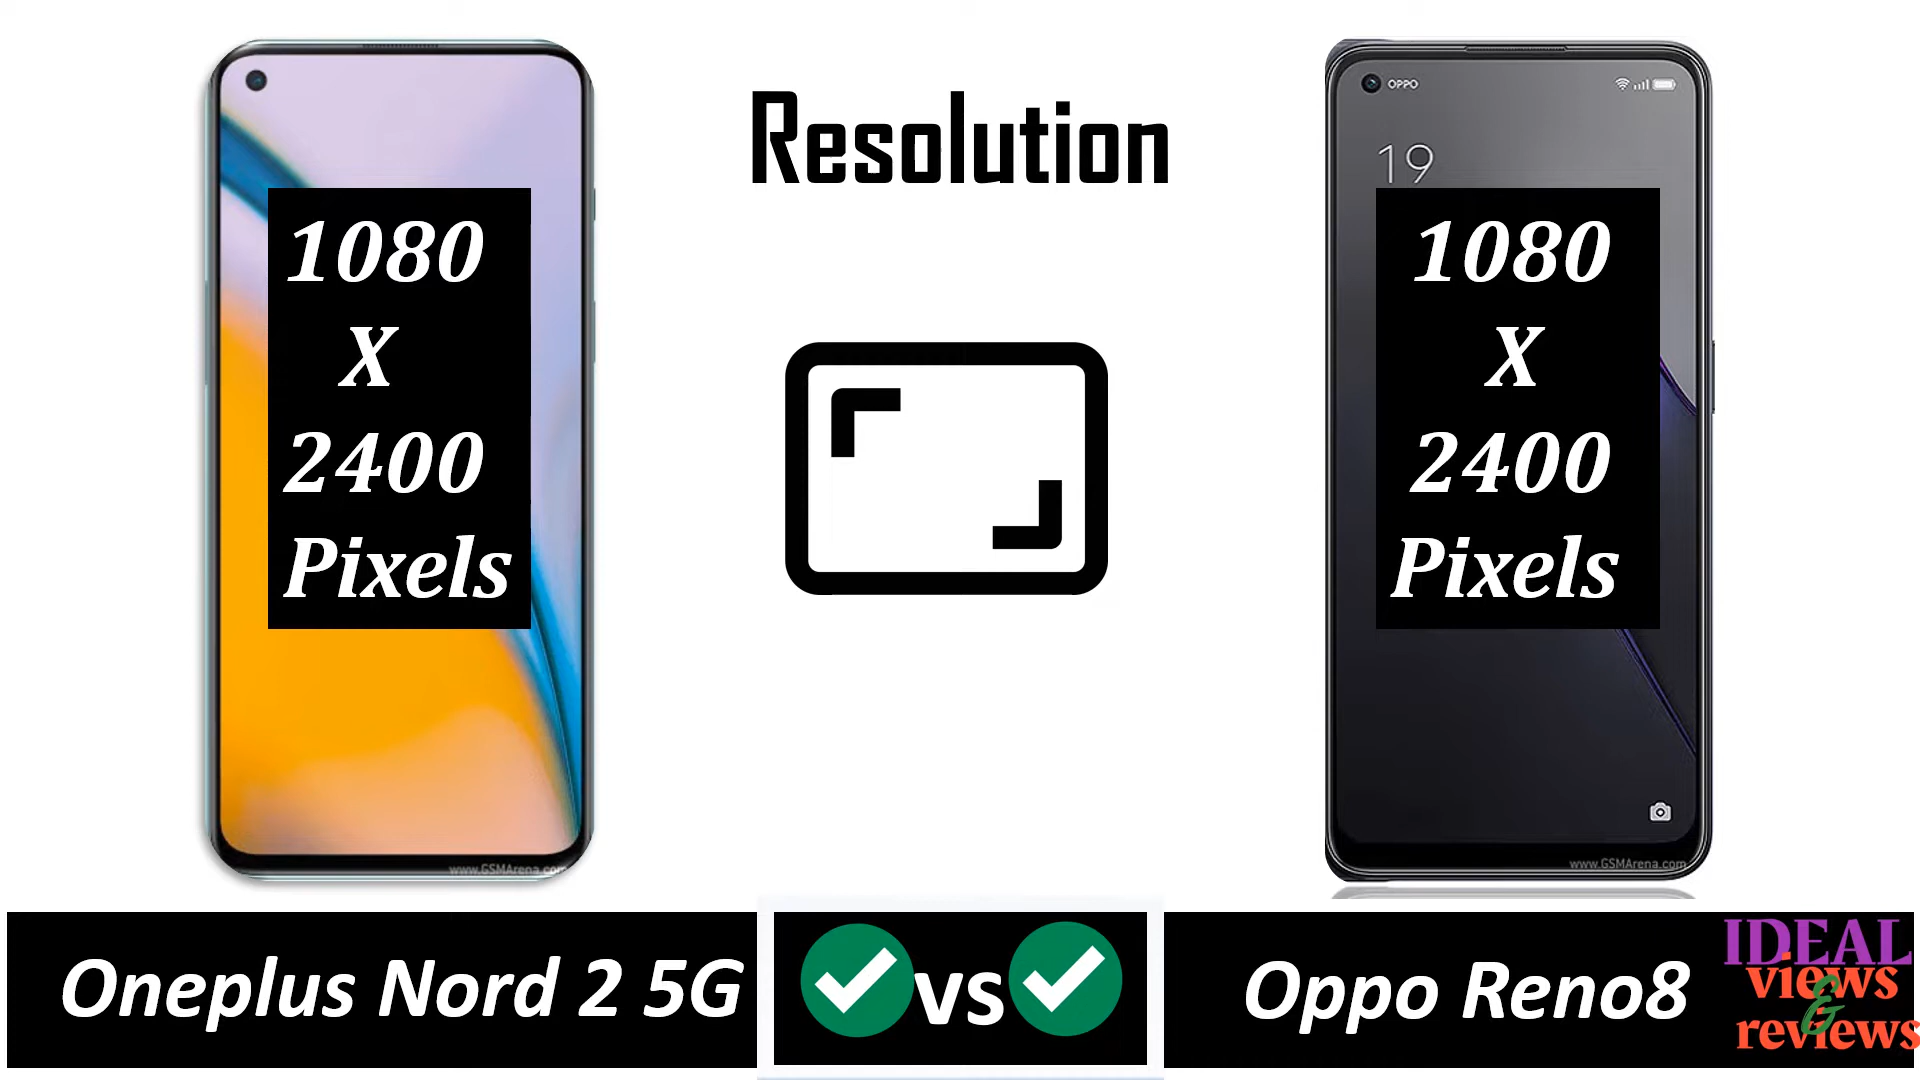 Resolution
OPPO
19
1080
X
2400
Pixels
1080
X
2400
Pixels
www.GSMArena.com
www.GSMArena.com
Oneplus Nord 2 5G
vs
Oppo Reno8
IDEAL
views
&
reviews